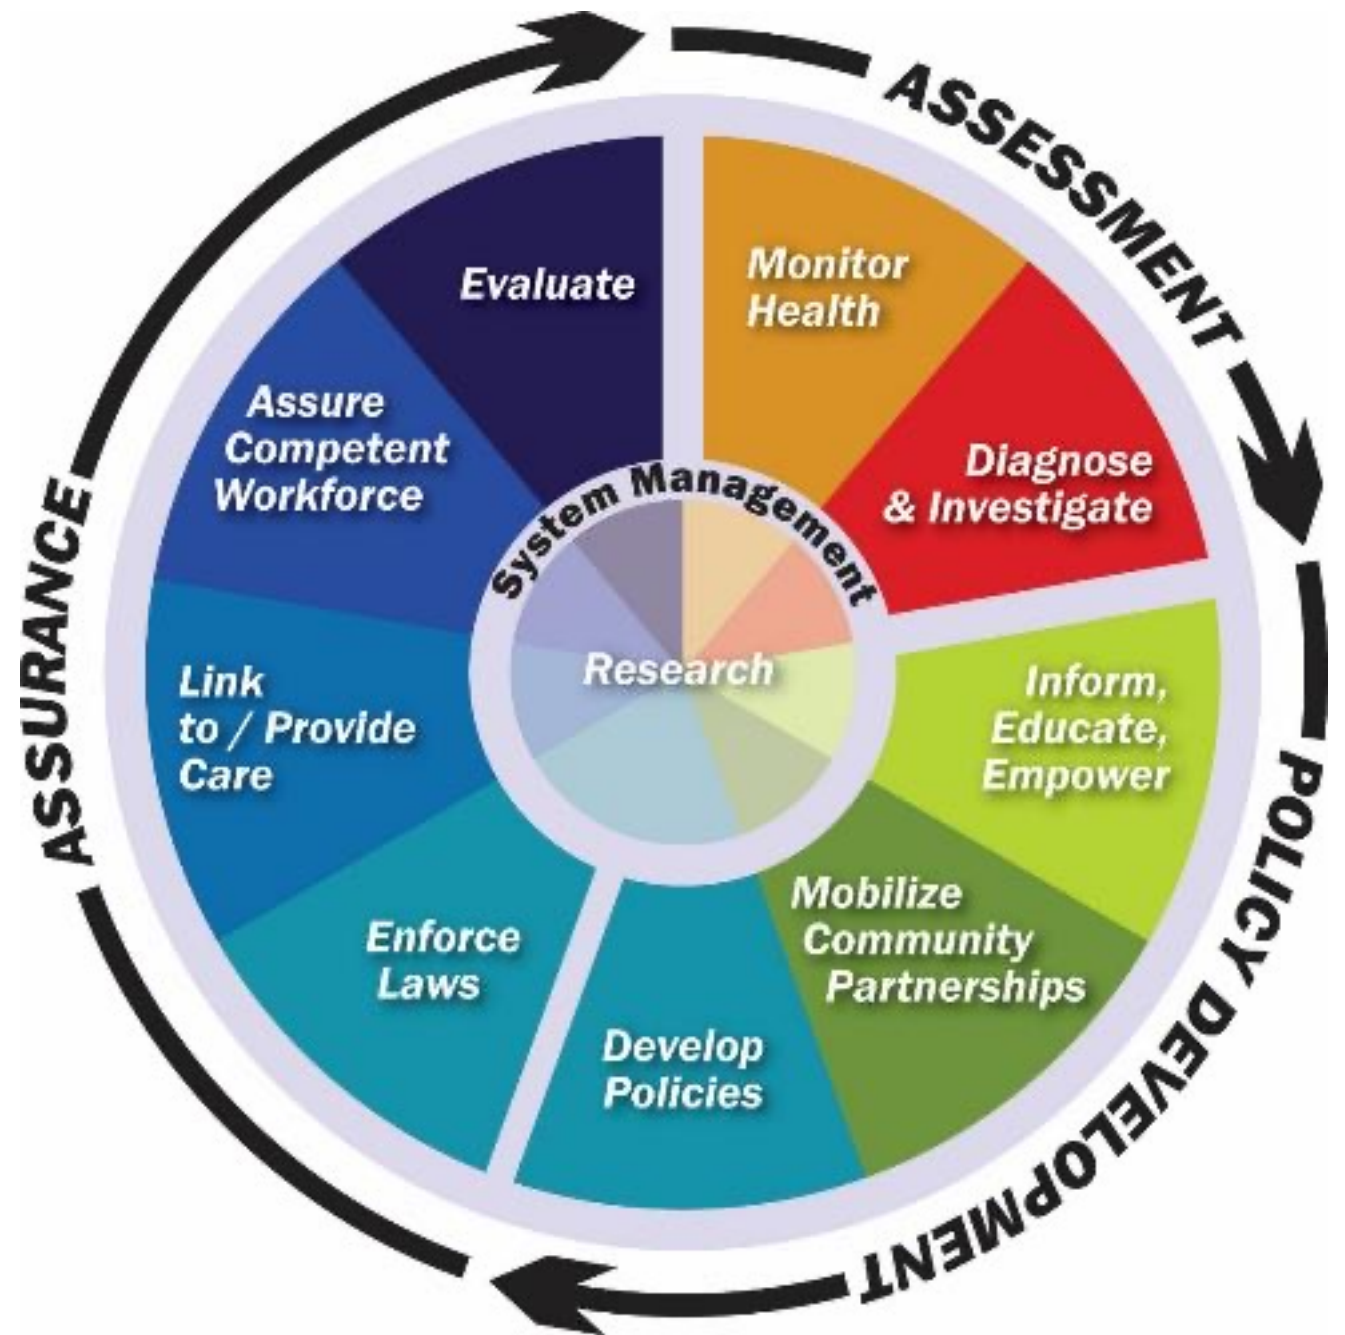 ASSESSMENT
POLICY DEVELOPMENT
ASSURANCE
Monitor
Health
Diagnose
& Investigate
Inform,
Educate,
Empower
Mobilize
Community
Partnerships
Develop
Policies
Enforce
Laws
Link
to / Provide
Care
Assure
Competent
Workforce
Evaluate
System Management
Research